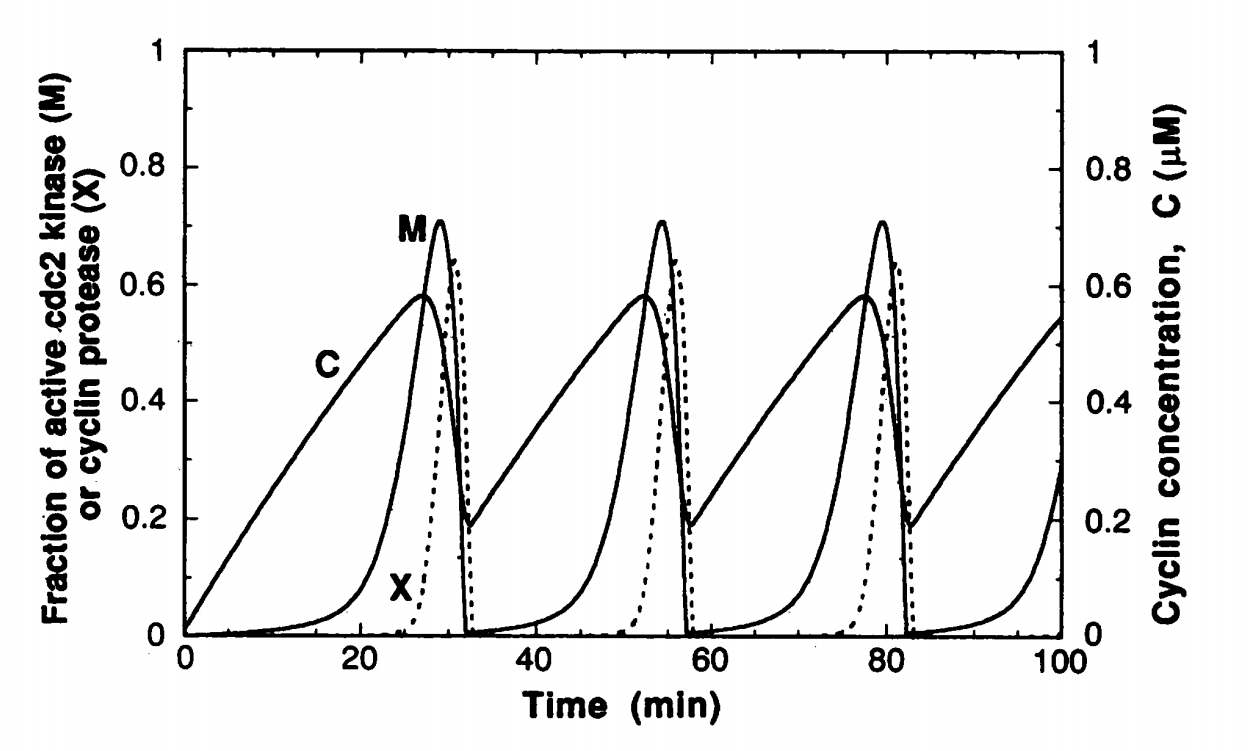 Fraction of active cdc2 kinase (M)
or cyclin protease (X)
1
0.8
0.6
0.4
0.2
0
M
C
X
1
0.8
0.6
0.4
0.2
0
Cyclin concentration, C (μM)
0 20 40 60 80 100
Time (min)